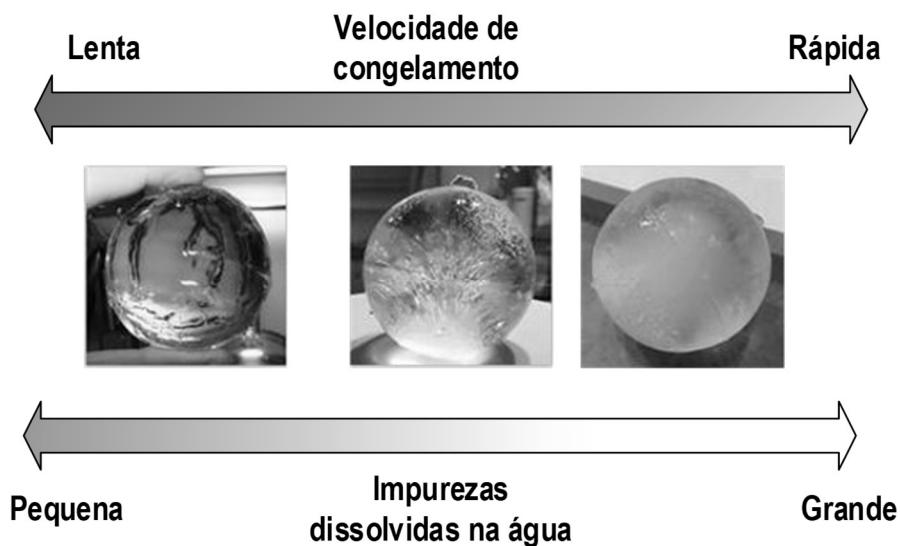 Lenta
Velocidade de
congelamento
Rápida
Pequena
Impurezas
dissolvidas na água
Grande